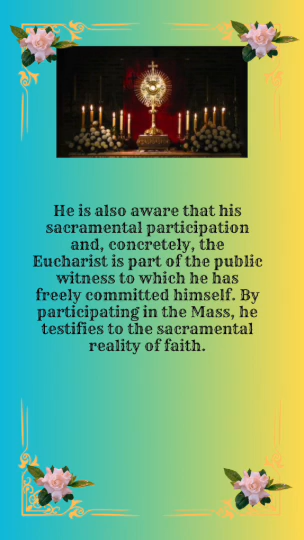 He is also aware that his
sacramental participation
and, concretely, the
Eucharist is part of the public
witness to which he has
freely committed himself. By
participating in the Mass, he
testifies to the sacramental
reality of faith.